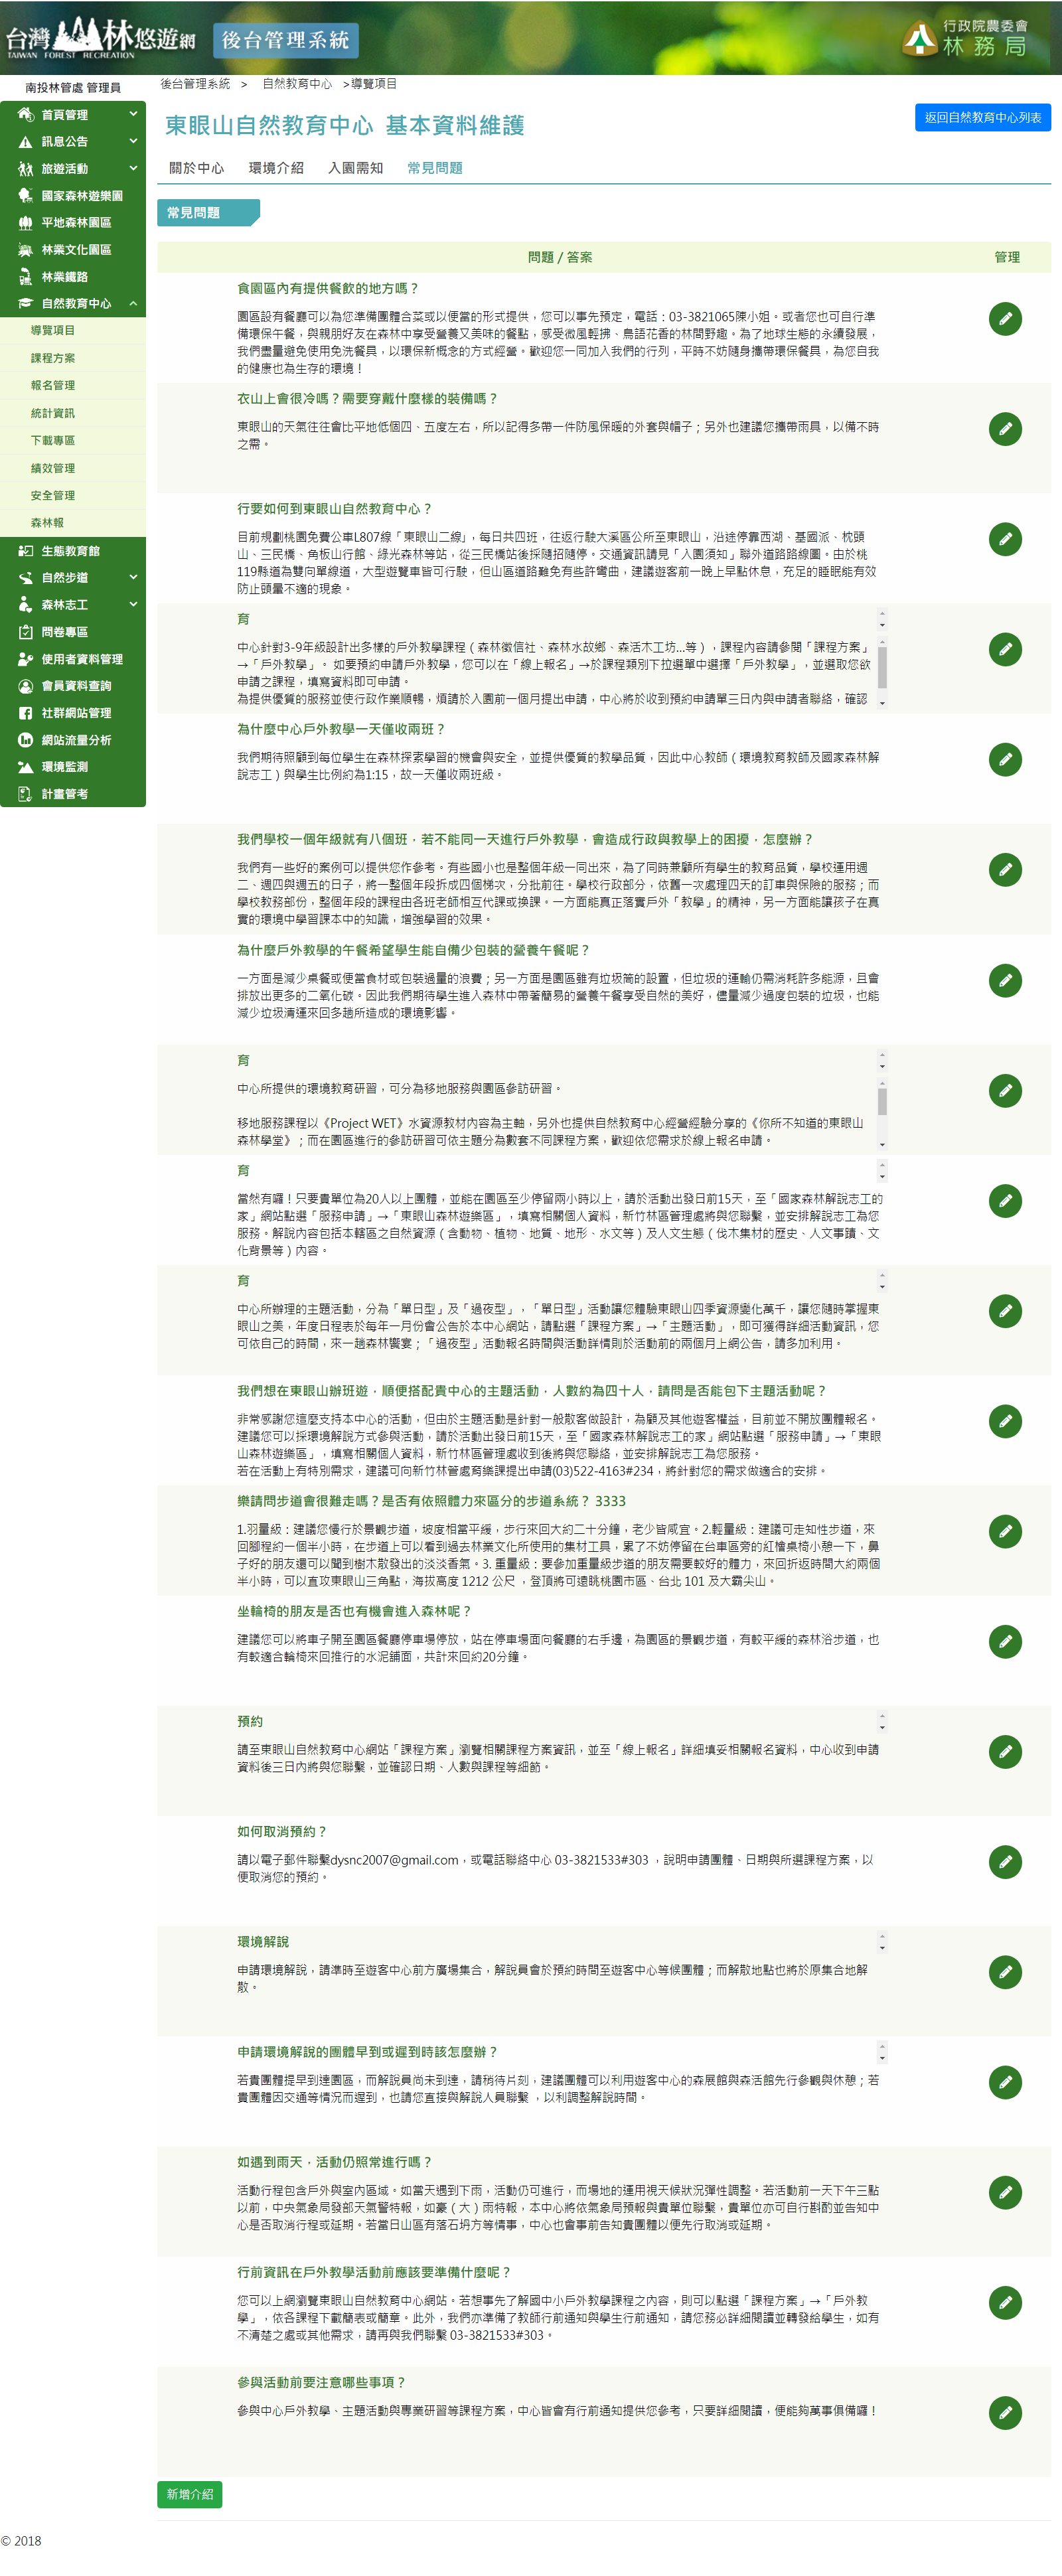 台灣山林悠遊網
TAIWAN FOREST RECREATION
後台管理系統
行政院農委會
林務局
南投林管處 管理員
後台管理系統 > 自然教育中心 >導覽項目
首頁管理
訊息公告
旅遊活動
國家森林遊樂園
平地森林園區
林業文化園區
林業鐵路
自然教育中心
導覽項目
課程方案
報名管理
統計資訊
下載專區
績效管理
安全管理
森林報
生態教育館
自然步道
森林志工
問卷專區
使用者資料管理
會員資料查詢
社群網站管理
網站流量分析
環境監測
計畫管考
東眼山自然教育中心 基本資料維護
返回自然教育中心列表
關於中心 環境介紹 入園需知 常見問題
常見問題
問題 / 答案 管理
食園區內有提供餐飲的地方嗎？
園區設有餐廳可以為您準備團體合菜或以便當的形式提供，您可以事先預定，電話：03-3821065陳小姐。或者您也可自行準
備環保午餐，與親朋好友在森林中享受營養又美味的餐點，感受微風輕拂、鳥語花香的林間野趣。為了地球生態的永續發展，
我們盡量避免使用免洗餐具，以環保新概念的方式經營。歡迎您一同加入我們的行列，平時不妨隨身攜帶環保餐具，為您自我
的健康也為生存的環境！
衣山上會很冷嗎？需要穿戴什麼樣的裝備嗎？
東眼山的天氣往往會比平地低個四、五度左右，所以記得多帶一件防風保暖的外套與帽子；另外也建議您攜帶雨具，以備不時
之需。
行要如何到東眼山自然教育中心？
目前規劃桃園免費公車L807線「東眼山二線」，每日共四班，往返行駛大溪區公所至東眼山，沿途停靠西湖、基國派、枕頭
山、三民橋、角板山行館、綠光森林等站，從三民橋站後採隨招隨停。交通資訊請見「入園須知」聯外道路路線圖。由於桃
119縣道為雙向單線道，大型遊覽車皆可行駛，但山區道路難免有些許彎曲，建議遊客前一晚上早點休息，充足的睡眠能有效
防止頭暈不適的現象。
育
中心針對3-9年級設計出多樣的戶外教學課程（森林徵信社、森林水故鄉、森活木工坊...等），課程內容請參閱「課程方案」
→「戶外教學」。 如要預約申請戶外教學，您可以在「線上報名」→於課程類別下拉選單中選擇「戶外教學」，並選取您欲
申請之課程，填寫資料即可申請。
為提供優質的服務並使行政作業順暢，煩請於入園前一個月提出申請，中心將於收到預約申請單三日內與申請者聯絡，確認
為什麼中心戶外教學一天僅收兩班？
我們期待照顧到每位學生在森林探索學習的機會與安全，並提供優質的教學品質，因此中心教師（環境教育教師及國家森林解
說志工）與學生比例約為1:15，故一天僅收兩班級。
我們學校一個年級就有八個班，若不能同一天進行戶外教學，會造成行政與教學上的困擾，怎麼辦？
我們有一些好的案例可以提供您作參考。有些國小也是整個年級一同出來，為了同時兼顧所有學生的教育品質，學校運用週
二、週四與週五的日子，將一整個年段拆成四個梯次，分批前往。學校行政部分，依舊一次處理四天的訂車與保險的服務；而
學校教務部份，整個年段的課程由各班老師相互代課或換課。一方面能真正落實戶外「教學」的精神，另一方面能讓孩子在真
實的環境中學習課本中的知識，增強學習的效果。
為什麼戶外教學的午餐希望學生能自備少包裝的營養午餐呢？
一方面是減少桌餐或便當食材或包裝過量的浪費；另一方面是園區雖有垃圾筒的設置，但垃圾的運輸仍需消耗許多能源，且會
排放出更多的二氧化碳。因此我們期待學生進入森林中帶著簡易的營養午餐享受自然的美好，儘量減少過度包裝的垃圾，也能
減少垃圾清運來回多趟所造成的環境影響。
育
中心所提供的環境教育研習，可分為移地服務與園區參訪研習。
移地服務課程以《Project WET》水資源教材內容為主軸，另外也提供自然教育中心經營經驗分享的《你所不知道的東眼山
森林學堂》；而在園區進行的參訪研習可依主題分為數套不同課程方案，歡迎依您需求於線上報名申請。
育
當然有囉！只要貴單位為20人以上團體，並能在園區至少停留兩小時以上，請於活動出發日前15天，至「國家森林解說志工的
家」網站點選「服務申請」→「東眼山森林遊樂區」，填寫相關個人資料，新竹林區管理處將與您聯繫，並安排解說志工為您
服務。解說內容包括本轄區之自然資源（含動物、植物、地質、地形、水文等）及人文生態（伐木集材的歷史、人文事蹟、文
化背景等）內容。
育
中心所辦理的主題活動，分為「單日型」及「過夜型」，「單日型」活動讓您體驗東眼山四季資源變化萬千，讓您隨時掌握東
眼山之美，年度日程表於每年一月份會公告於本中心網站，請點選「課程方案」→「主題活動」，即可獲得詳細活動資訊，您
可依自己的時間，來一趟森林饗宴；「過夜型」活動報名時間與活動詳情則於活動前的兩個月上網公告，請多加利用。
我們想在東眼山辦班遊，順便搭配貴中心的主題活動，人數約為四十人，請問是否能包下主題活動呢？
非常感謝您這麼支持本中心的活動，但由於主題活動是針對一般散客做設計，為顧及其他遊客權益，目前並不開放團體報名。
建議您可以採環境解說方式參與活動，請於活動出發日前15天，至「國家森林解說志工的家」網站點選「服務申請」→「東眼
山森林遊樂區」，填寫相關個人資料，新竹林區管理處收到後將與您聯絡，並安排解說志工為您服務。
若在活動上有特別需求，建議可向新竹林管處育樂課提出申請(03)522-4163#234，將針對您的需求做適合的安排。
樂請問步道會很難走嗎？是否有依照體力來區分的步道系統？ 3333
1.羽量級：建議您慢行於景觀步道，坡度相當平緩，步行來回大約二十分鐘，老少皆咸宜。2.輕量級：建議可走知性步道，來
回腳程約一個半小時，在步道上可以看到過去林業文化所使用的集材工具，累了不妨停留在台車區旁的紅檜桌椅小憩一下，鼻
子好的朋友還可以聞到樹木散發出的淡淡香氣。3. 重量級：要參加重量級步道的朋友需要較好的體力，來回折返時間大約兩個
半小時，可以直攻東眼山三角點，海拔高度 1212 公尺 ，登頂將可遠眺桃園市區、台北 101 及大霸尖山。
坐輪椅的朋友是否也有機會進入森林呢？
建議您可以將車子開至園區餐廳停車場停放，站在停車場面向餐廳的右手邊，為園區的景觀步道，有較平緩的森林浴步道，也
有較適合輪椅來回推行的水泥鋪面，共計來回約20分鐘。
預約
請至東眼山自然教育中心網站「課程方案」瀏覽相關課程方案資訊，並至「線上報名」詳細填妥相關報名資料，中心收到申請
資料後三日內將與您聯繫，並確認日期、人數與課程等細節。
如何取消預約？
請以電子郵件聯繫dysnc2007@gmail.com，或電話聯絡中心 03-3821533#303 ，說明申請團體、日期與所選課程方案，以
便取消您的預約。
環境解說
申請環境解說，請準時至遊客中心前方廣場集合，解說員會於預約時間至遊客中心等候團體；而解散地點也將於原集合地解
散。
申請環境解說的團體早到或遲到時該怎麼辦？
若貴團體提早到達園區，而解說員尚未到達，請稍待片刻，建議團體可以利用遊客中心的森展館與森活館先行參觀與休憩；若
貴團體因交通等情況而遲到，也請您直接與解說人員聯繫 ，以利調整解說時間。
如遇到雨天，活動仍照常進行嗎？
活動行程包含戶外與室內區域。如當天遇到下雨，活動仍可進行，而場地的運用視天候狀況彈性調整。若活動前一天下午三點
以前，中央氣象局發部天氣警特報，如豪（大）雨特報，本中心將依氣象局預報與貴單位聯繫，貴單位亦可自行斟酌並告知中
心是否取消行程或延期。若當日山區有落石坍方等情事，中心也會事前告知貴團體以便先行取消或延期。
行前資訊在戶外教學活動前應該要準備什麼呢？
您可以上網瀏覽東眼山自然教育中心網站。若想事先了解國中小戶外教學課程之內容，則可以點選「課程方案」→「戶外教
學」，依各課程下載簡表或簡章。此外，我們亦準備了教師行前通知與學生行前通知，請您務必詳細閱讀並轉發給學生，如有
不清楚之處或其他需求，請再與我們聯繫 03-3821533#303。
參與活動前要注意哪些事項？
參與中心戶外教學、主題活動與專業研習等課程方案，中心皆會有行前通知提供您參考，只要詳細閱讀，便能夠萬事俱備囉！
新增介紹
© 2018